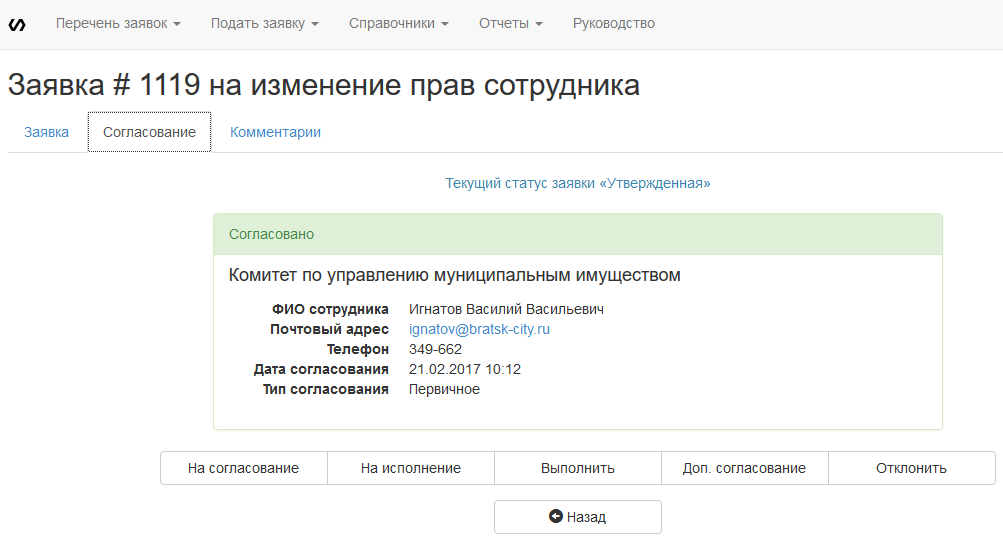 Перечень заявок Подать заявку Справочники Отчеты Руководство
Заявка # 1119 на изменение прав сотрудника
Заявка Согласование Комментарии
Текущий статус заявки «Утвержденная»
Согласовано
Комитет по управлению муниципальным имуществом
ФИО сотрудника Игнатов Василий Васильевич
Почтовый адрес ignatov@bratsk-city.ru
Телефон 349-662
Дата согласования 21.02.2017 10:12
Тип согласования Первичное
На согласование На исполнение Выполнить Доп. согласование Отклонить
Назад